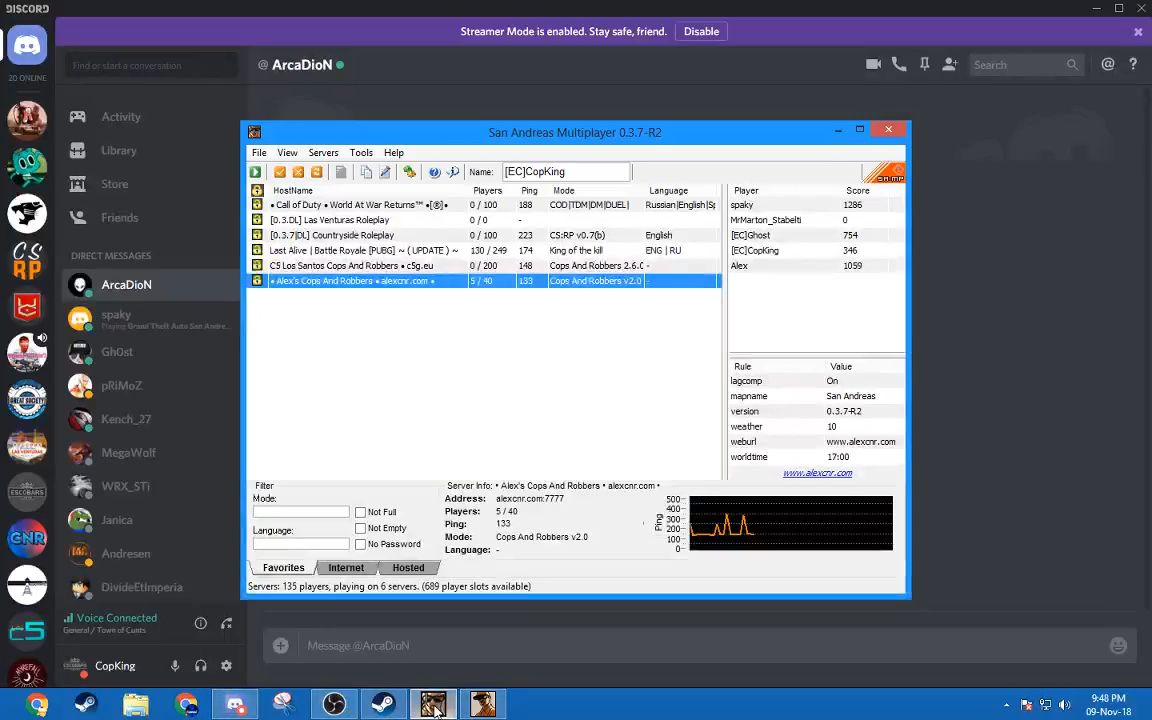 DISCORD
Streamer Mode is enabled. Stay safe, friend. Disable
20 ONLINE
Find or start a conversation
@ ArcaDioN
Search
@ ?
Activity
Library
Store
Friends
DIRECT MESSAGES
ArcaDioN
spaky
Playing Grand Theft Auto San Andre...
Gh0st
pRiMoZ
Kench_27
MegaWolf
WRX_STi
Janica
Andresen
DivideEtImperia
Voice Connected
General / Town of Cunts
CopKing
CS
RP
ESCOBARS
CNR
San Andreas Multiplayer 0.3.7-R2
File View Servers Tools Help
Name: [EC]CopKing
HostName Players Ping Mode Language
• Call of Duty • World At War Returns™ •[®]• 0 / 100 188 COD|TDM|DM|DUEL| Russian|English|Sp
[0.3.DL] Las Venturas Roleplay 0 / 0 -
[0.3.7|DL] Countryside Roleplay 0 / 100 223 CS:RP v0.7(b) English
Last Alive | Battle Royale [PUBG] ~ ( UPDATE ) ~ 130 / 249 174 King of the kill ENG | RU
C5 Los Santos Cops And Robbers • c5g.eu 0 / 200 148 Cops And Robbers 2.6.0 -
• Alex's Cops And Robbers • alexcnr.com • 5 / 40 133 Cops And Robbers v2.0 -
Player Score
spaky 1286
MrMarton_Stabelti 0
[EC]Ghost 754
[EC]CopKing 346
Alex 1059
Rule Value
lagcomp On
mapname San Andreas
version 0.3.7-R2
weather 10
weburl www.alexcnr.com
worldtime 17:00
www.alexcnr.com
Filter
Mode:
Not Full
Not Empty
Language:
No Password
Server Info: • Alex's Cops And Robbers • alexcnr.com •
Address: alexcnr.com:7777
Players: 5 / 40
Ping: 133
Mode: Cops And Robbers v2.0
Language: -
Ping
500
400
300
200
100
0
Favorites Internet Hosted
Servers: 135 players, playing on 6 servers. (689 player slots available)
Message @ArcaDioN
9:48 PM
09-Nov-18